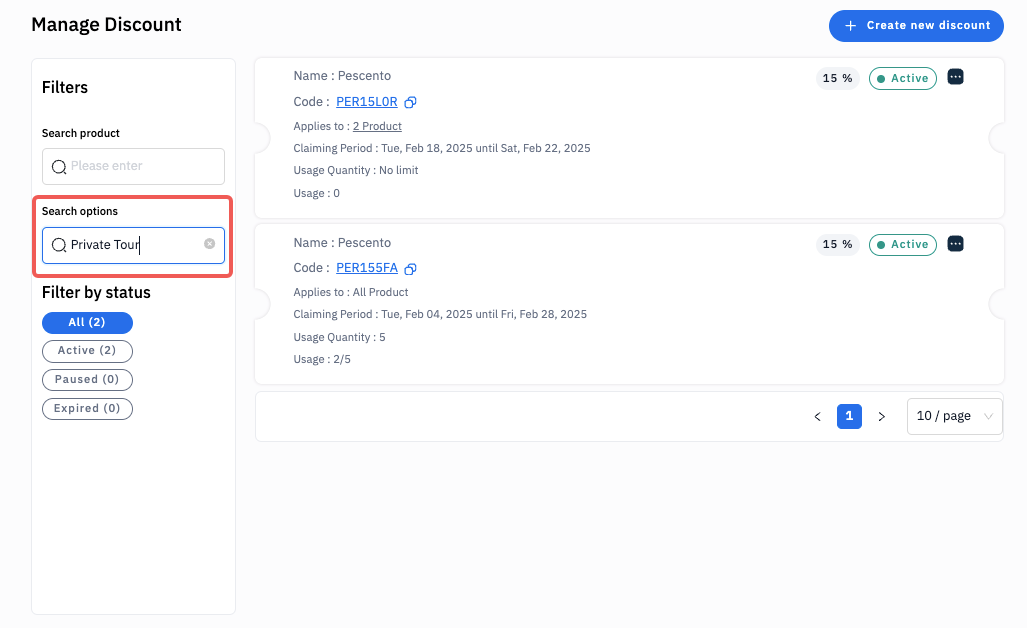 Manage Discount
Create new discount
Filters
Search product
Please enter
Search options
Private Tour
Filter by status
All (2)
Active (2)
Paused (0)
Expired (0)
Name : Pescento
15 %
Active
Code : PER15L0R
Applies to : 2 Product
Claiming Period : Tue, Feb 18, 2025 until Sat, Feb 22, 2025
Usage Quantity : No limit
Usage : 0
Name : Pescento
15 %
Active
Code : PER155FA
Applies to : All Product
Claiming Period : Tue, Feb 04, 2025 until Fri, Feb 28, 2025
Usage Quantity : 5
Usage : 2/5
< 1 >
10 / page